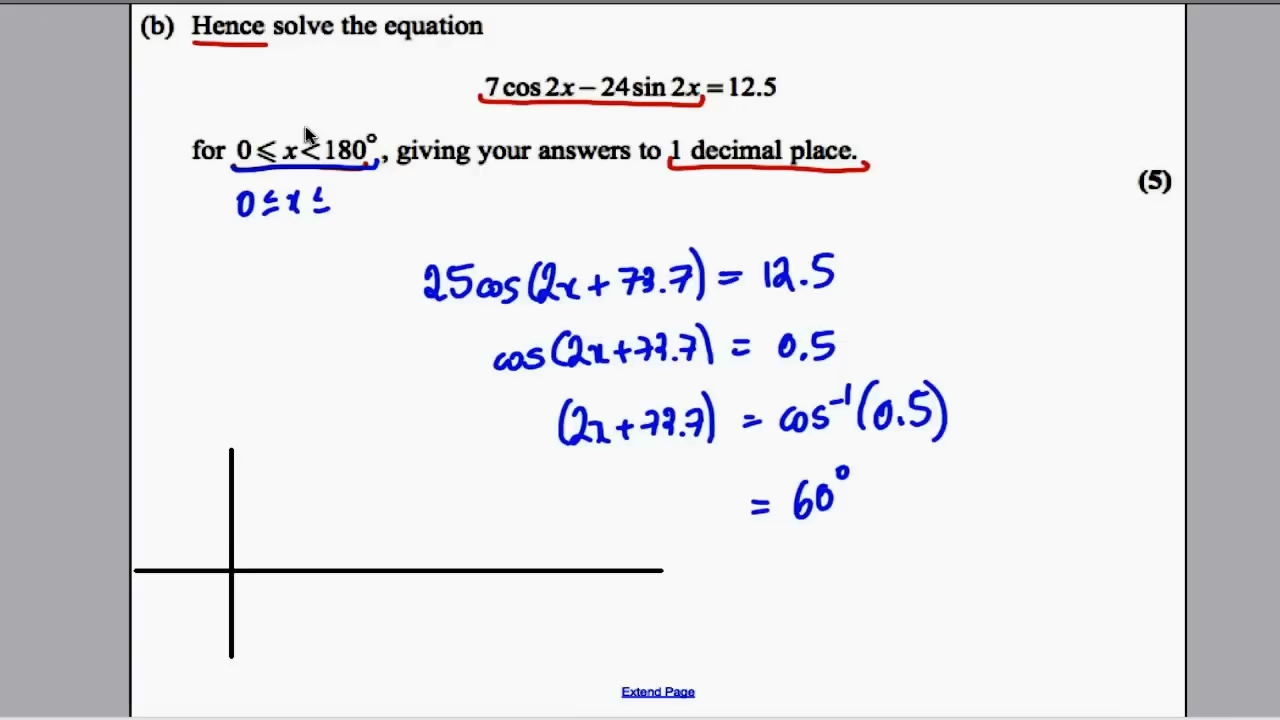 (b) Hence solve the equation
7 cos 2x − 24 sin 2x = 12.5
for 0 ⩽ x < 180°, giving your answers to 1 decimal place.
(5)
0 ≤ x ≤
25cos(2x + 73.7) = 12.5
cos(2x+73.7) = 0.5
(2x+73.7) = cos⁻¹(0.5)
= 60°
Extend Page